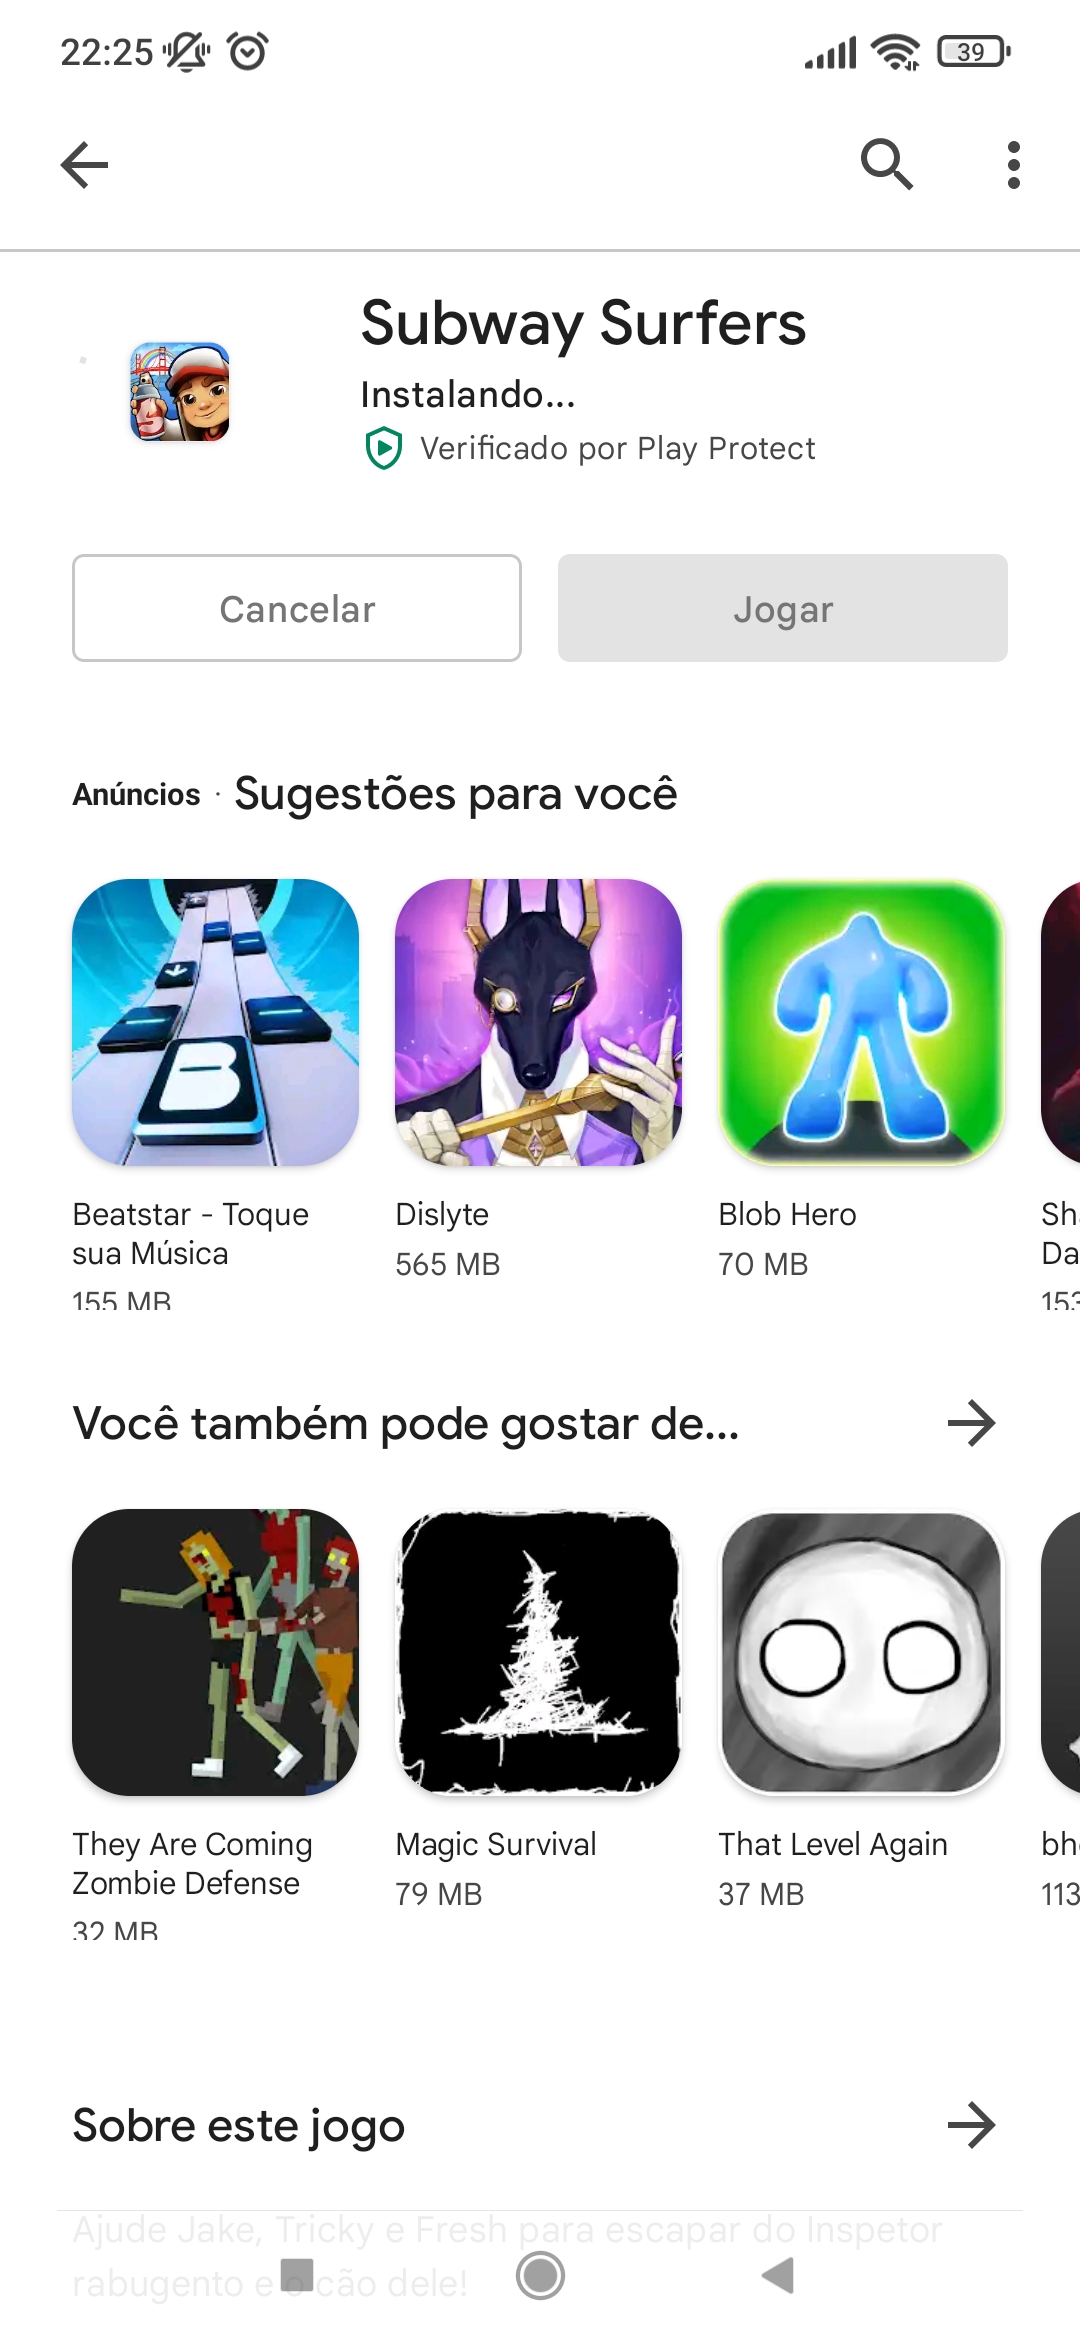 22:25
39
Subway Surfers
Instalando...
Verificado por Play Protect
Cancelar
Jogar
Anúncios · Sugestões para você
B
Beatstar - Toque
sua Música
155 MB
Dislyte
565 MB
Blob Hero
70 MB
Sh
Da
153
Você também pode gostar de...
They Are Coming
Zombie Defense
32 MB
Magic Survival
79 MB
That Level Again
37 MB
bh
113
Sobre este jogo
Ajude Jake, Tricky e Fresh para escapar do Inspetor
rabugento e o cão dele!